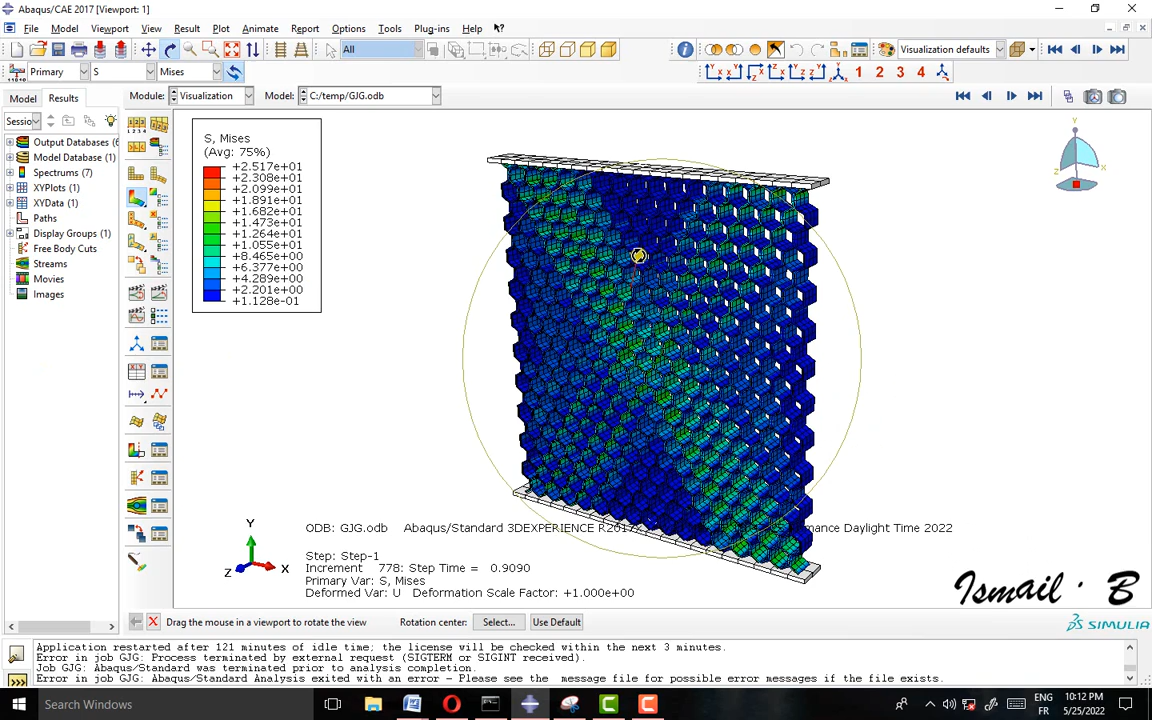 Abaqus/CAE 2017 [Viewport: 1]
File Model Viewport View Result Plot Animate Report Options Tools Plug-ins Help
All
Visualization defaults
Primary S Mises
1 2 3 4
Model Results
Module: Visualization Model: C:/temp/GJG.odb
Sessio
Output Databases (6
Model Database (1)
Spectrums (7)
XYPlots (1)
XYData (1)
Paths
Display Groups (1)
Free Body Cuts
Streams
Movies
Images
S, Mises
(Avg: 75%)
+2.517e+01
+2.308e+01
+2.099e+01
+1.891e+01
+1.682e+01
+1.473e+01
+1.264e+01
+1.055e+01
+8.465e+00
+6.377e+00
+4.289e+00
+2.201e+00
+1.128e-01
Y
X
Z
Y
X
Z
ODB: GJG.odb Abaqus/Standard 3DEXPERIENCE R2017x mance Daylight Time 2022
Step: Step-1
Increment 778: Step Time = 0.9090
Primary Var: S, Mises
Deformed Var: U Deformation Scale Factor: +1.000e+00
Ismail · B
SIMULIA
Drag the mouse in a viewport to rotate the view Rotation center: Select... Use Default
Application restarted after 121 minutes of idle time; the license will be checked within the next 3 minutes.
Error in job GJG: Process terminated by external request (SIGTERM or SIGINT received).
Job GJG: Abaqus/Standard was terminated prior to analysis completion.
Error in job GJG: Abaqus/Standard Analysis exited with an error - Please see the message file for possible error messages if the file exists.
Search Windows
ENG
FR
10:12 PM
5/25/2022